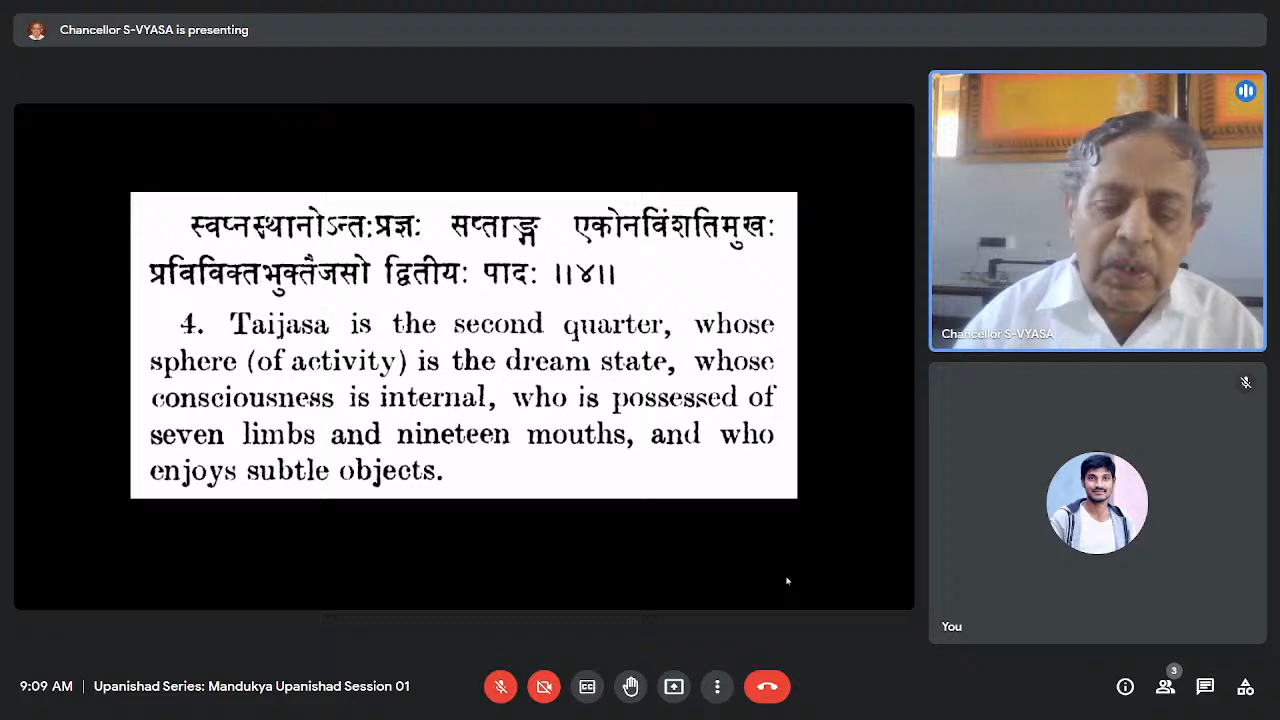 Chancellor S-VYASA is presenting
स्वप्नस्थानोऽन्तःप्रज्ञः सप्ताङ्ग एकोनविंशतिमुखः
प्रविविक्तभुक्तैजसो द्वितीयः पादः ।।४।।
4. Taijasa is the second quarter, whose
sphere (of activity) is the dream state, whose
consciousness is internal, who is possessed of
seven limbs and nineteen mouths, and who
enjoys subtle objects.
Chancellor S-VYASA
You
9:09 AM | Upanishad Series: Mandukya Upanishad Session 01
3